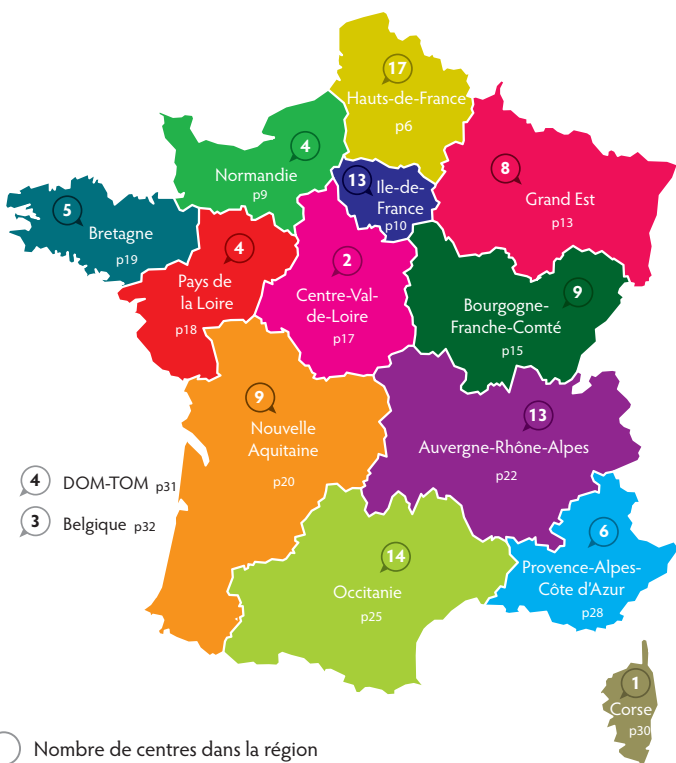 17
Hauts-de-France
p6
4
Normandie
p9
13
Ile-de-
France
p10
8
Grand Est
p13
5
Bretagne
p19
4
Pays de
la Loire
p18
2
Centre-Val-
de-Loire
p17
9
Bourgogne-
Franche-Comté
p15
9
Nouvelle
Aquitaine
p20
13
Auvergne-Rhône-Alpes
p22
4 DOM-TOM p31
3 Belgique p32
14
Occitanie
p25
6
Provence-Alpes-
Côte d'Azur
p28
1
Corse
p30
Nombre de centres dans la région